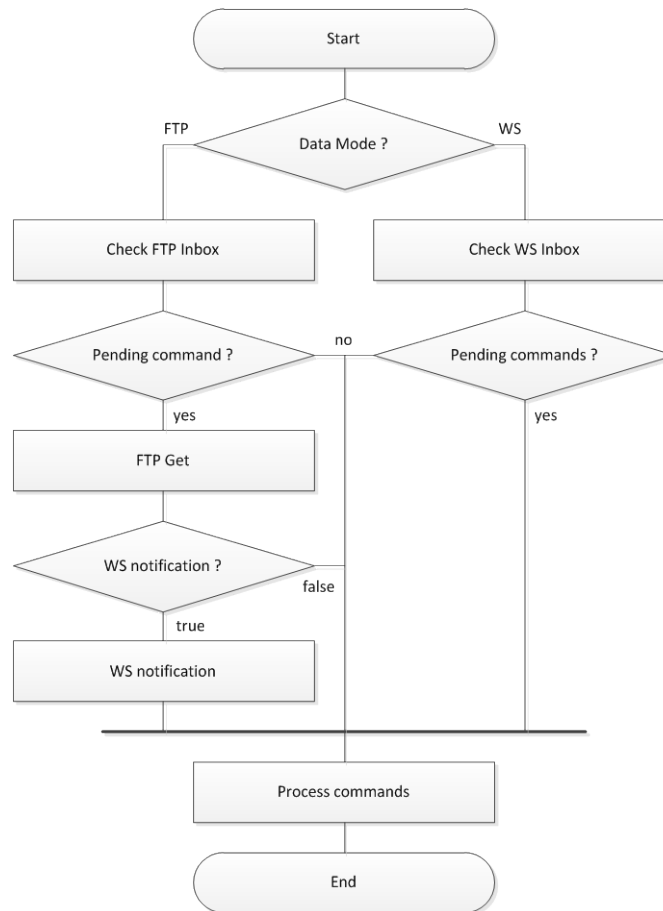 Start
FTP
WS
Data Mode ?
Check FTP Inbox
Check WS Inbox
Pending command ?
no
Pending commands ?
yes
yes
FTP Get
WS notification ?
false
true
WS notification
Process commands
End